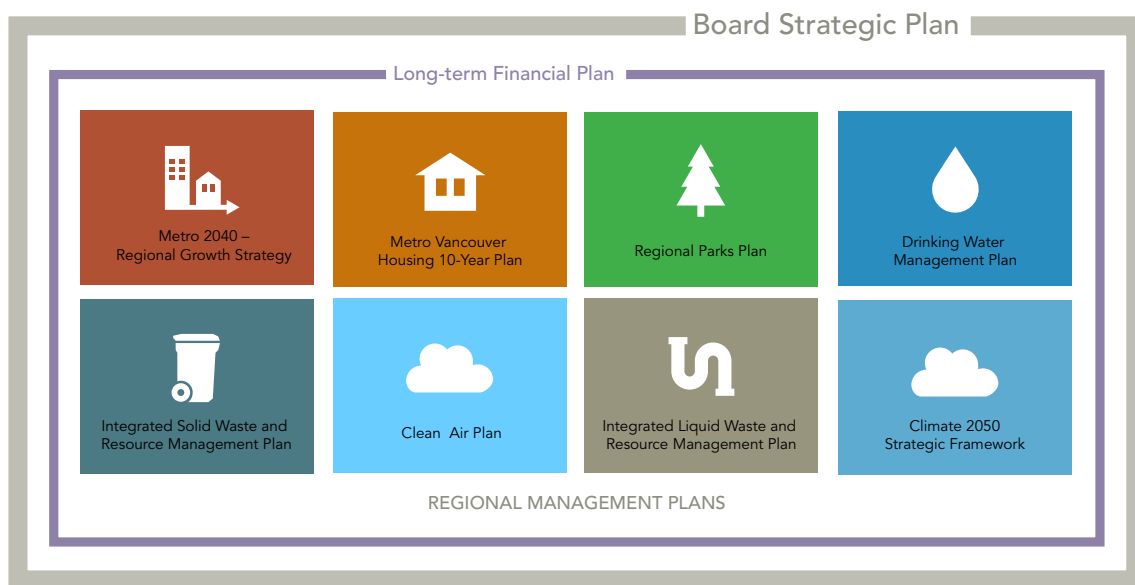 Board Strategic Plan
Long-term Financial Plan
Metro 2040 –
Regional Growth Strategy
Metro Vancouver
Housing 10-Year Plan
Regional Parks Plan
Drinking Water
Management Plan
Integrated Solid Waste and
Resource Management Plan
Clean Air Plan
Integrated Liquid Waste and
Resource Management Plan
Climate 2050
Strategic Framework
REGIONAL MANAGEMENT PLANS